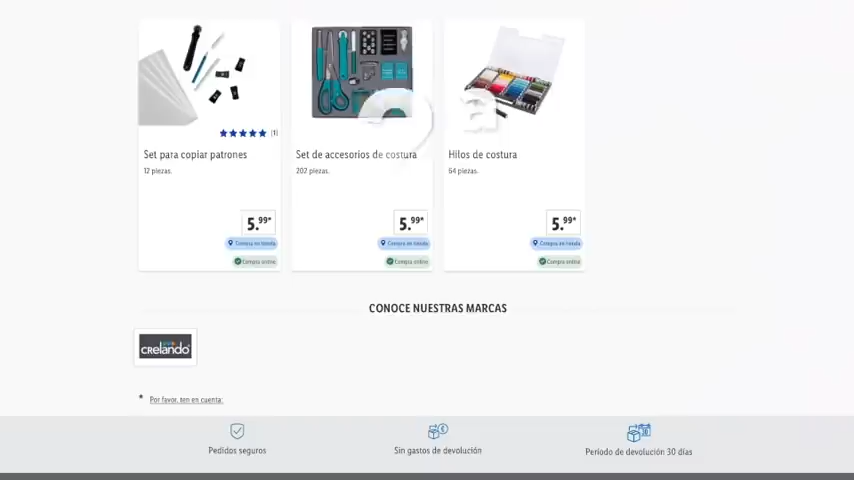 (1)
Set para copiar patrones
12 piezas.
5.99*
Compra en tienda
Compra online
Set de accesorios de costura
202 piezas.
5.99*
Compra en tienda
Compra online
Hilos de costura
64 piezas.
5.99*
Compra en tienda
Compra online
CONOCE NUESTRAS MARCAS
crelando
* Por favor, ten en cuenta:
Pedidos seguros
Sin gastos de devolución
30
Período de devolución 30 días